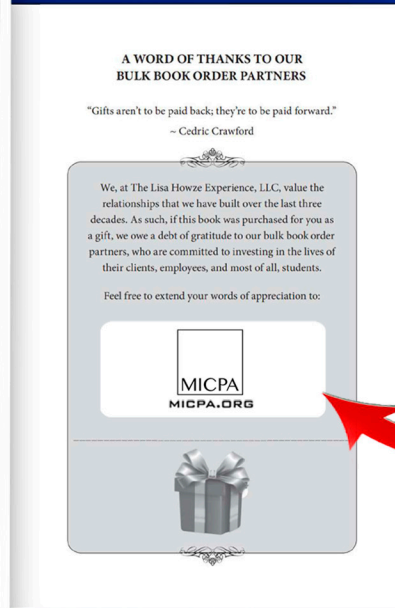 A WORD OF THANKS TO OUR
BULK BOOK ORDER PARTNERS
“Gifts aren’t to be paid back; they’re to be paid forward.”
~ Cedric Crawford
We, at The Lisa Howze Experience, LLC, value the
relationships that we have built over the last three
decades. As such, if this book was purchased for you as
a gift, we owe a debt of gratitude to our bulk book order
partners, who are committed to investing in the lives of
their clients, employees, and most of all, students.
Feel free to extend your words of appreciation to:
MICPA
MICPA.ORG